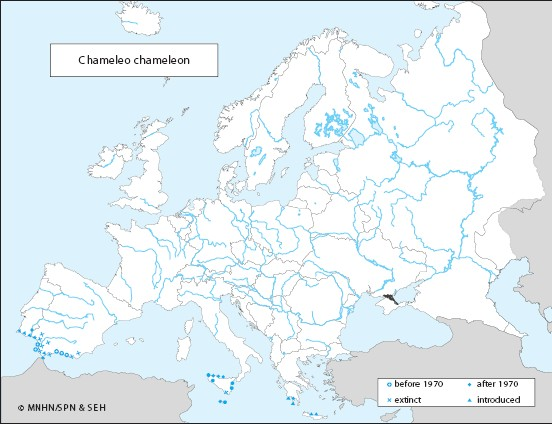 Chameleo chameleon
before 1970
after 1970
extinct
introduced
© MNHN/SPN & SEH